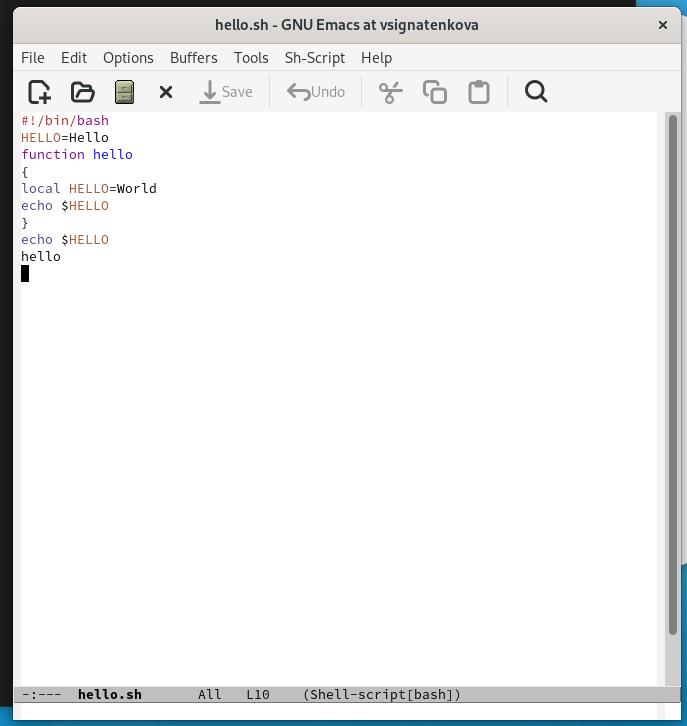 hello.sh - GNU Emacs at vsignatenkova
File Edit Options Buffers Tools Sh-Script Help
Save Undo
#!/bin/bash
HELLO=Hello
function hello
{
local HELLO=World
echo $HELLO
}
echo $HELLO
hello
-:--- hello.sh All L10 (Shell-script[bash])